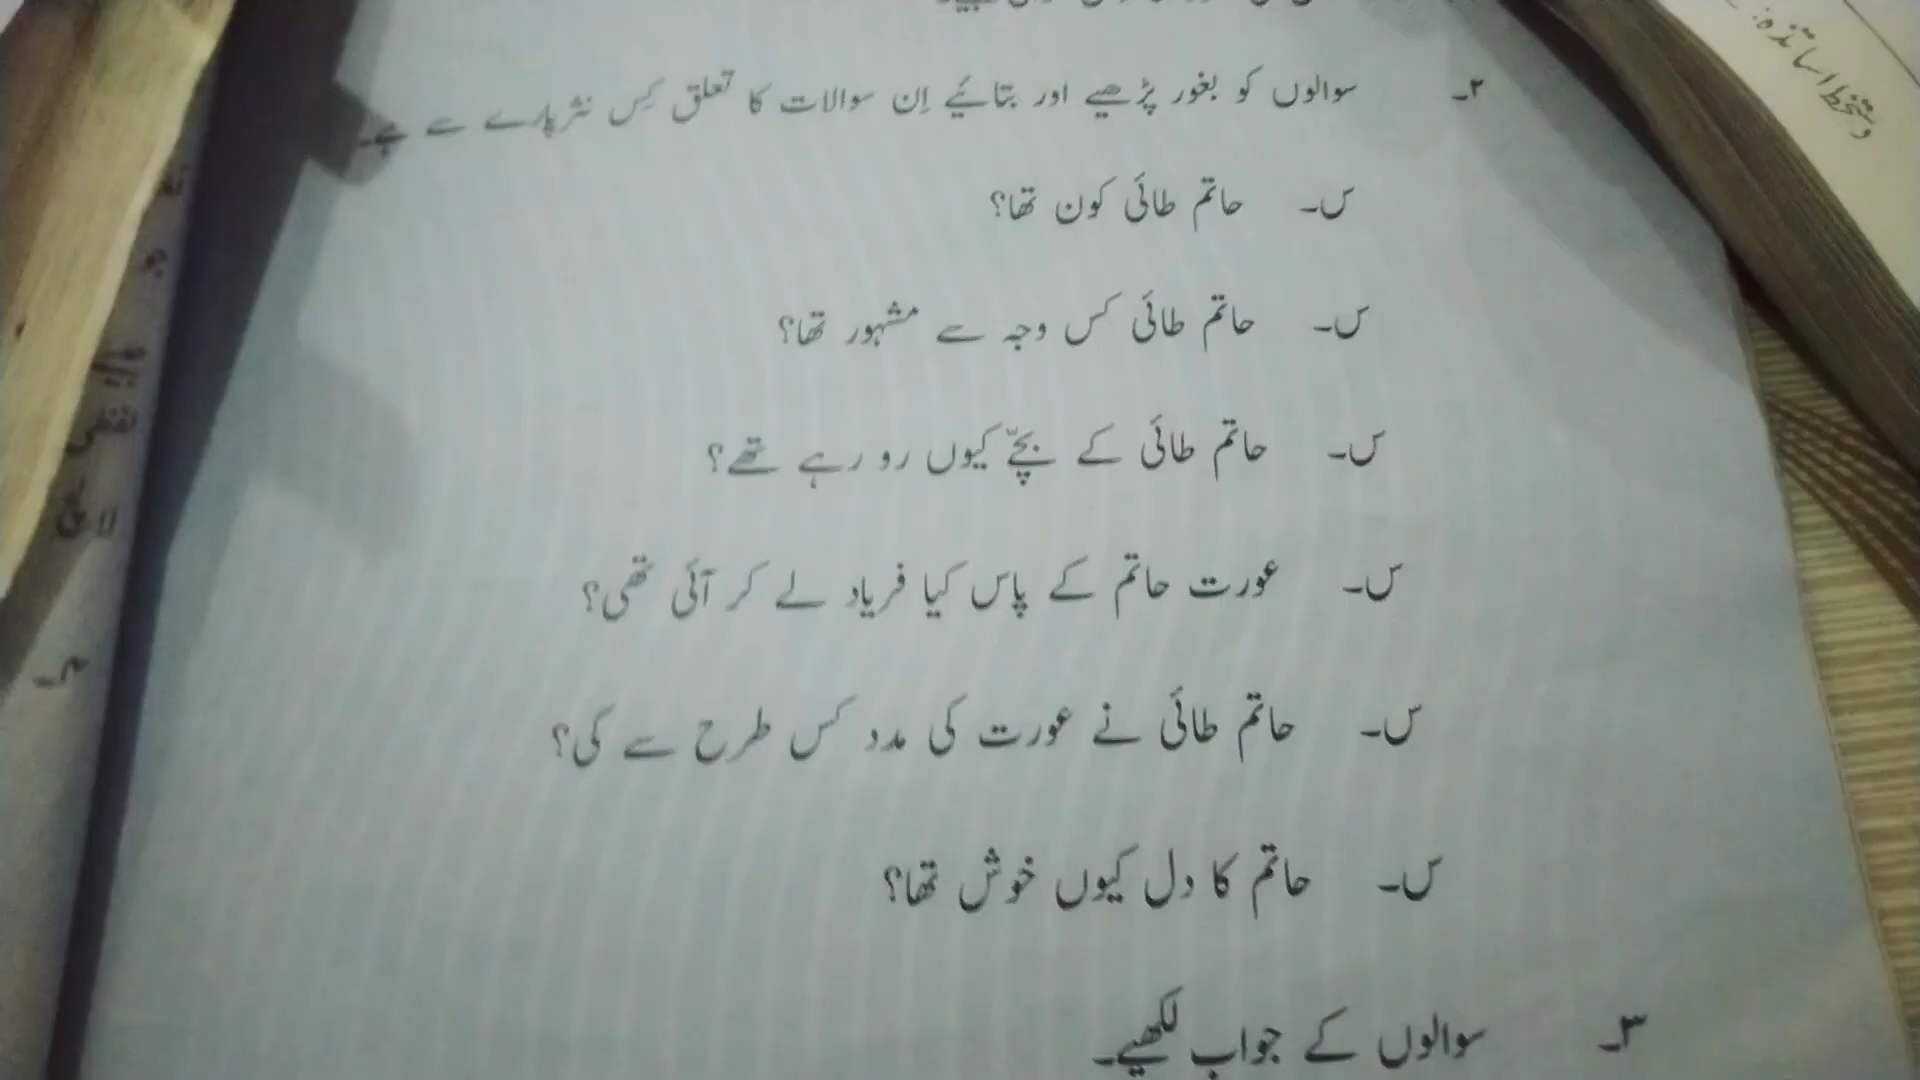 ۲۔ سوالوں کو بغور پڑھیے اور بتائیے اِن سوالات کا تعلق کِس نثرپارے سے ہے۔
س۔ حاتم طائی کون تھا؟
س۔ حاتم طائی کس وجہ سے مشہور تھا؟
س۔ حاتم طائی کے بچّے کیوں رو رہے تھے؟
س۔ عورت حاتم کے پاس کیا فریاد لے کر آئی تھی؟
س۔ حاتم طائی نے عورت کی مدد کس طرح سے کی؟
س۔ حاتم کا دل کیوں خوش تھا؟
۳۔ سوالوں کے جواب لکھیے۔
دستخط اساتذہ: